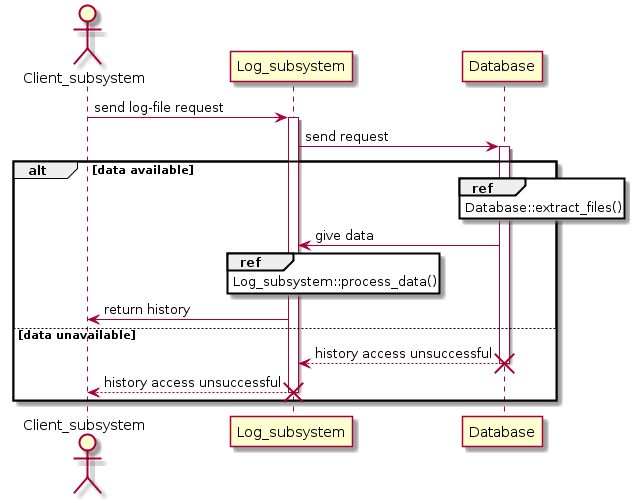 Client_subsystem
Log_subsystem
Database
send log-file request
send request
alt
[data available]
ref
Database::extract_files()
give data
ref
Log_subsystem::process_data()
return history
[data unavailable]
history access unsuccessful
history access unsuccessful
Client_subsystem
Log_subsystem
Database